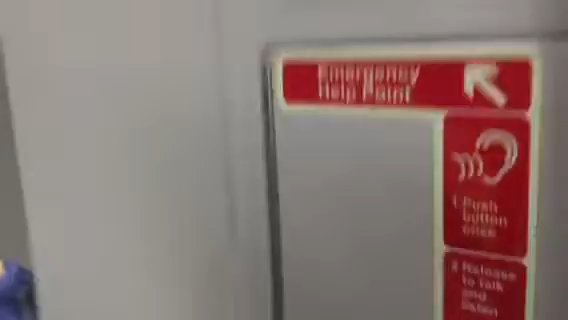 Emergency
Help Point
1 Push
button
once
2 Release
to talk
and
listen